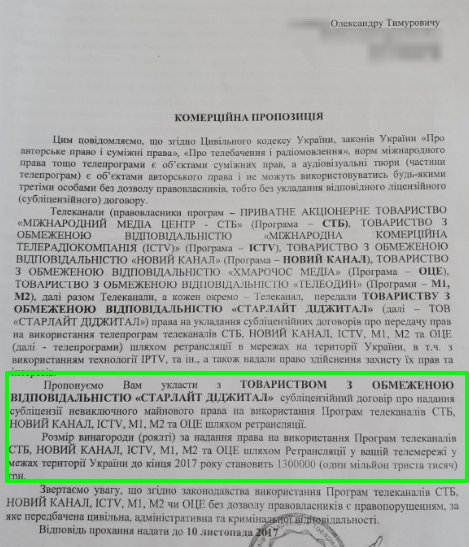 Олександру Тимуровичу
КОМЕРЦІЙНА ПРОПОЗИЦІЯ
Цим повідомляємо, що згідно Цивільного кодексу України, законів України «Про
авторське право і суміжні права», «Про телебачення і радіомовлення», норм міжнародного
права тощо телепрограми є об'єктами суміжних прав, а аудіовізуальні твори (частини
телепрограм) є об'єктами авторського права і не можуть використовуватись будь-якими
третіми особами без дозволу правовласників, тобто без укладання відповідного ліцензійного
(субліцензійного) договору.
Телеканали (правовласники програм – ПРИВАТНЕ АКЦІОНЕРНЕ ТОВАРИСТВО
«МІЖНАРОДНИЙ МЕДІА ЦЕНТР - СТБ» (Програма – СТБ), ТОВАРИСТВО З
ОБМЕЖЕНОЮ ВІДПОВІДАЛЬНІСТЮ «МІЖНАРОДНА КОМЕРЦІЙНА
ТЕЛЕРАДІОКОМПАНІЯ (ICTV)» (Програма – ICTV), ТОВАРИСТВО З ОБМЕЖЕНОЮ
ВІДПОВІДАЛЬНІСТЮ «НОВИЙ КАНАЛ» (Програма – НОВИЙ КАНАЛ), ТОВАРИСТВО
З ОБМЕЖЕНОЮ ВІДПОВІДАЛЬНІСТЮ «ХМАРОЧОС МЕДІА» (Програма – ОЦЕ),
ТОВАРИСТВО З ОБМЕЖЕНОЮ ВІДПОВІДАЛЬНІСТЮ «ТЕЛЕОДИН» (Програми – М1,
М2), далі разом Телеканали, а кожен окремо – Телеканал, передали ТОВАРИСТВУ З
ОБМЕЖЕНОЮ ВІДПОВІДАЛЬНІСТЮ «СТАРЛАЙТ ДІДЖИТАЛ» (далі – ТОВ
«СТАРЛАЙТ ДІДЖИТАЛ») права на укладання субліцензійних договорів про передачу прав
на використання телепрограм телеканалів СТБ, НОВИЙ КАНАЛ, ICTV, М1, М2 та ОЦЕ
(далі - телепрограми) шляхом ретрансляції в мережах на території України, в т.ч. з
використанням технології IPTV, та ін., а також надали право здійснення захисту їх прав та
інтересів.
Пропонуємо Вам укласти з ТОВАРИСТВОМ З ОБМЕЖЕНОЮ
ВІДПОВІДАЛЬНІСТЮ «СТАРЛАЙТ ДІДЖИТАЛ» субліцензійний договір про надання
субліцензії невиключного майнового права на використання Програм телеканалів СТБ,
НОВИЙ КАНАЛ, ICTV, М1, М2 та ОЦЕ шляхом ретрансляції.
Розмір винагороди (роялті) за надання права на використання Програм телеканалів
СТБ, НОВИЙ КАНАЛ, ICTV, М1, М2 та ОЦЕ шляхом Ретрансляції у вашій телемережі у
межах території України до кінця 2017 року становить 1300000 (один мільйон триста тисяч)
грн.
Звертаємо увагу, що згідно законодавства використання Програм телеканалів СТБ,
НОВИЙ КАНАЛ, ICTV, М1, М2 чи ОЦЕ без дозволу правовласників є правопорушенням, за
яке передбачена цивільна, адміністративна та кримінальна відповідальність.
Відповідь прохання надати до 10 листопада 2017